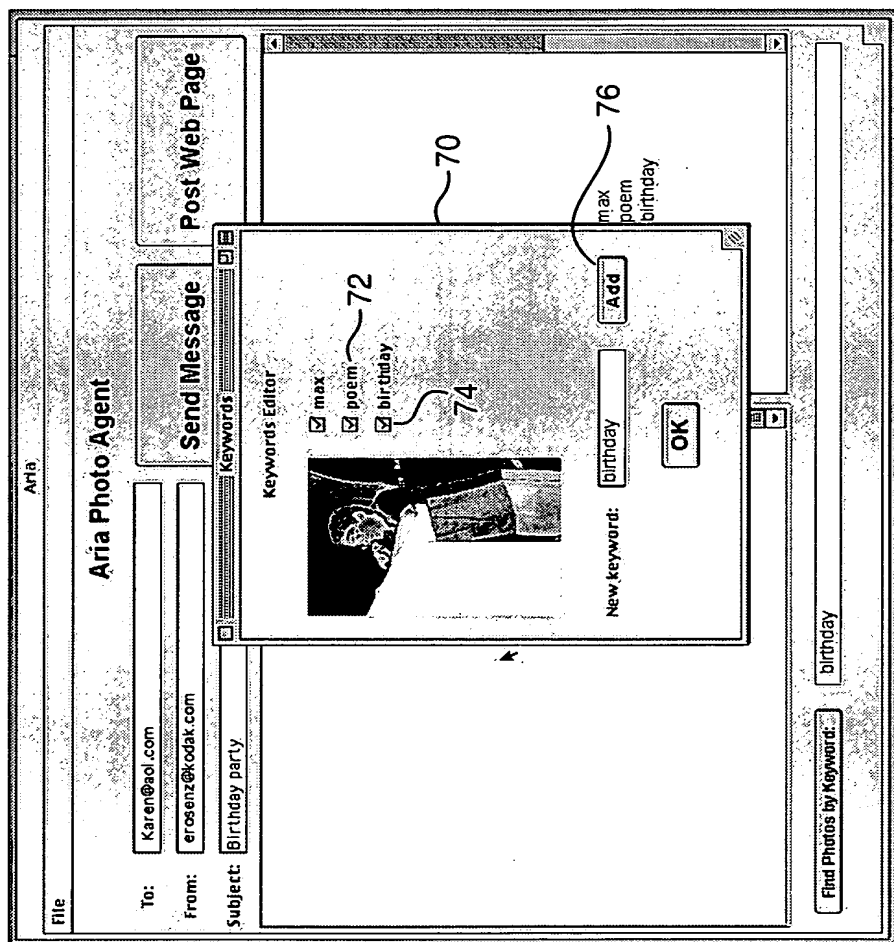 Aria
File
Aria Photo Agent
To: Karen@aol.com
From: erosenz@kodak.com
Subject: Birthday party
Send Message
Post Web Page
Keywords
Keywords Editor
max
poem
birthday
72
74
70
New keyword: birthday
Add
76
OK
max
poem
birthday
Find Photos by Keyword: birthday